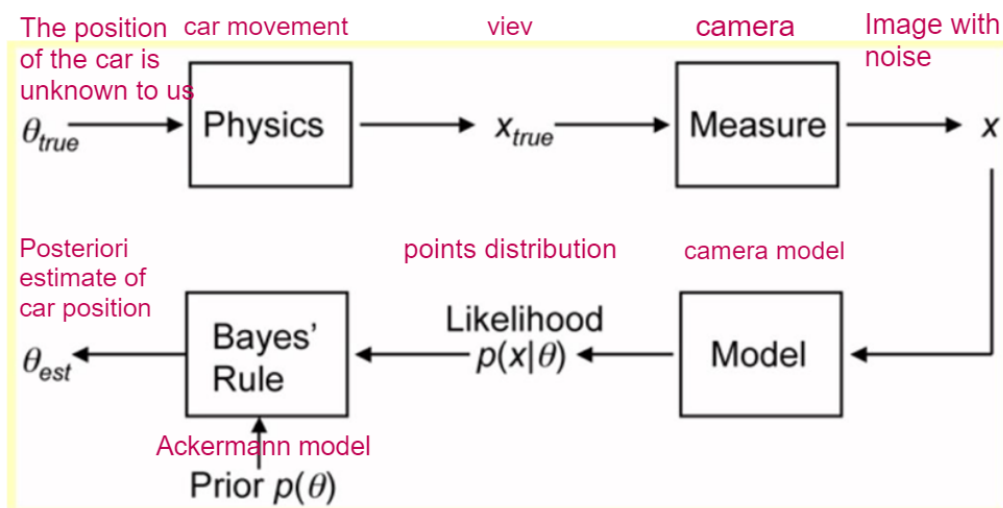 The position
of the car is
unknown to us
car movement
viev
camera
Image with
noise
θtrue
Physics
xtrue
Measure
x
Posteriori
estimate of
car position
points distribution
camera model
θest
Bayes’
Rule
Likelihood
p(x|θ)
Model
Ackermann model
Prior p(θ)